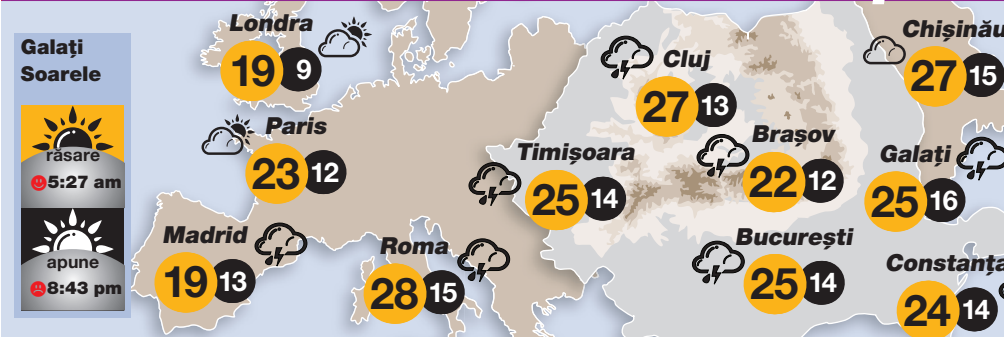 Galați
Soarele
răsare
5:27 am
apune
8:43 pm
Londra
19 9
Paris
23 12
Madrid
19 13
Roma
28 15
Timișoara
25 14
Cluj
27 13
Brașov
22 12
București
25 14
Chișinău
27 15
Galați
25 16
Constanța
24 14